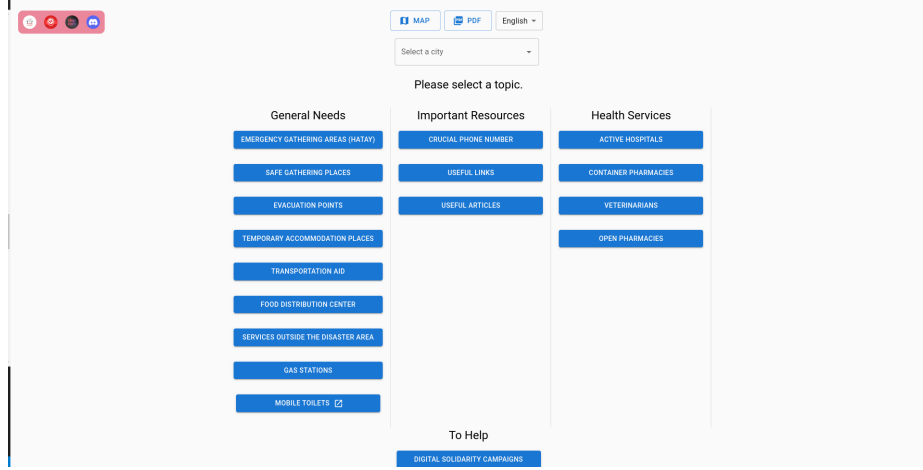 MAP
PDF
English
Select a city
Please select a topic.
General Needs
EMERGENCY GATHERING AREAS (HATAY)
SAFE GATHERING PLACES
EVACUATION POINTS
TEMPORARY ACCOMMODATION PLACES
TRANSPORTATION AID
FOOD DISTRIBUTION CENTER
SERVICES OUTSIDE THE DISASTER AREA
GAS STATIONS
MOBILE TOILETS
Important Resources
CRUCIAL PHONE NUMBER
USEFUL LINKS
USEFUL ARTICLES
Health Services
ACTIVE HOSPITALS
CONTAINER PHARMACIES
VETERINARIANS
OPEN PHARMACIES
To Help
DIGITAL SOLIDARITY CAMPAIGNS